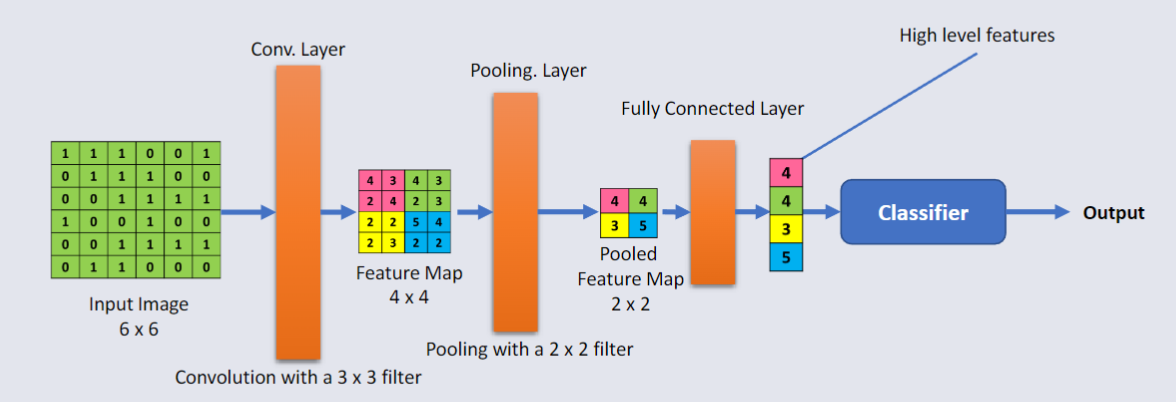 Conv. Layer
Pooling. Layer
Fully Connected Layer
High level features
1 1 1 0 0 1
0 1 1 1 0 0
0 0 1 1 1 1
1 0 0 1 0 0
0 0 1 1 1 1
0 1 1 0 0 0
Input Image
6 x 6
Convolution with a 3 x 3 filter
4 3 4 3
2 4 2 3
2 2 5 4
2 3 2 2
Feature Map
4 x 4
Pooling with a 2 x 2 filter
4 4
3 5
Pooled
Feature Map
2 x 2
4
4
3
5
Classifier
Output